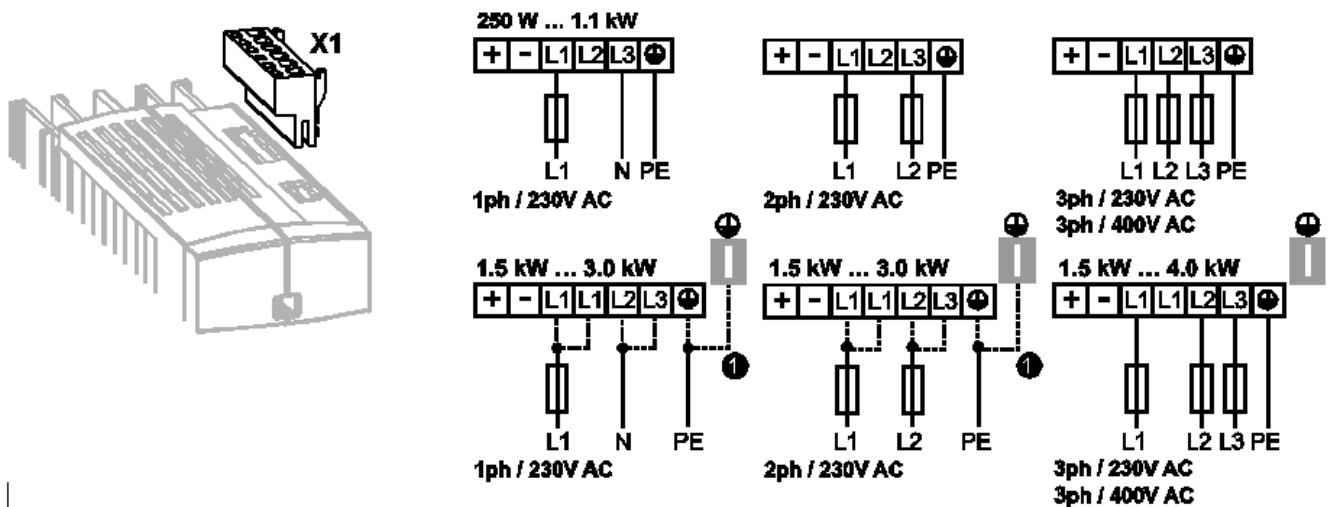 X1
250 W ... 1.1 kW
+ - L1 L2 L3
L1 N PE
1ph / 230V AC
+ - L1 L2 L3
L1 L2 PE
2ph / 230V AC
+ - L1 L2 L3
L1 L2 L3 PE
3ph / 230V AC
3ph / 400V AC
1.5 kW ... 3.0 kW
+ - L1 L1 L2 L3
1
L1 N PE
1ph / 230V AC
1.5 kW ... 3.0 kW
+ - L1 L1 L2 L3
1
L1 L2 PE
2ph / 230V AC
1.5 kW ... 4.0 kW
+ - L1 L1 L2 L3
L1 L2 L3 PE
3ph / 230V AC
3ph / 400V AC